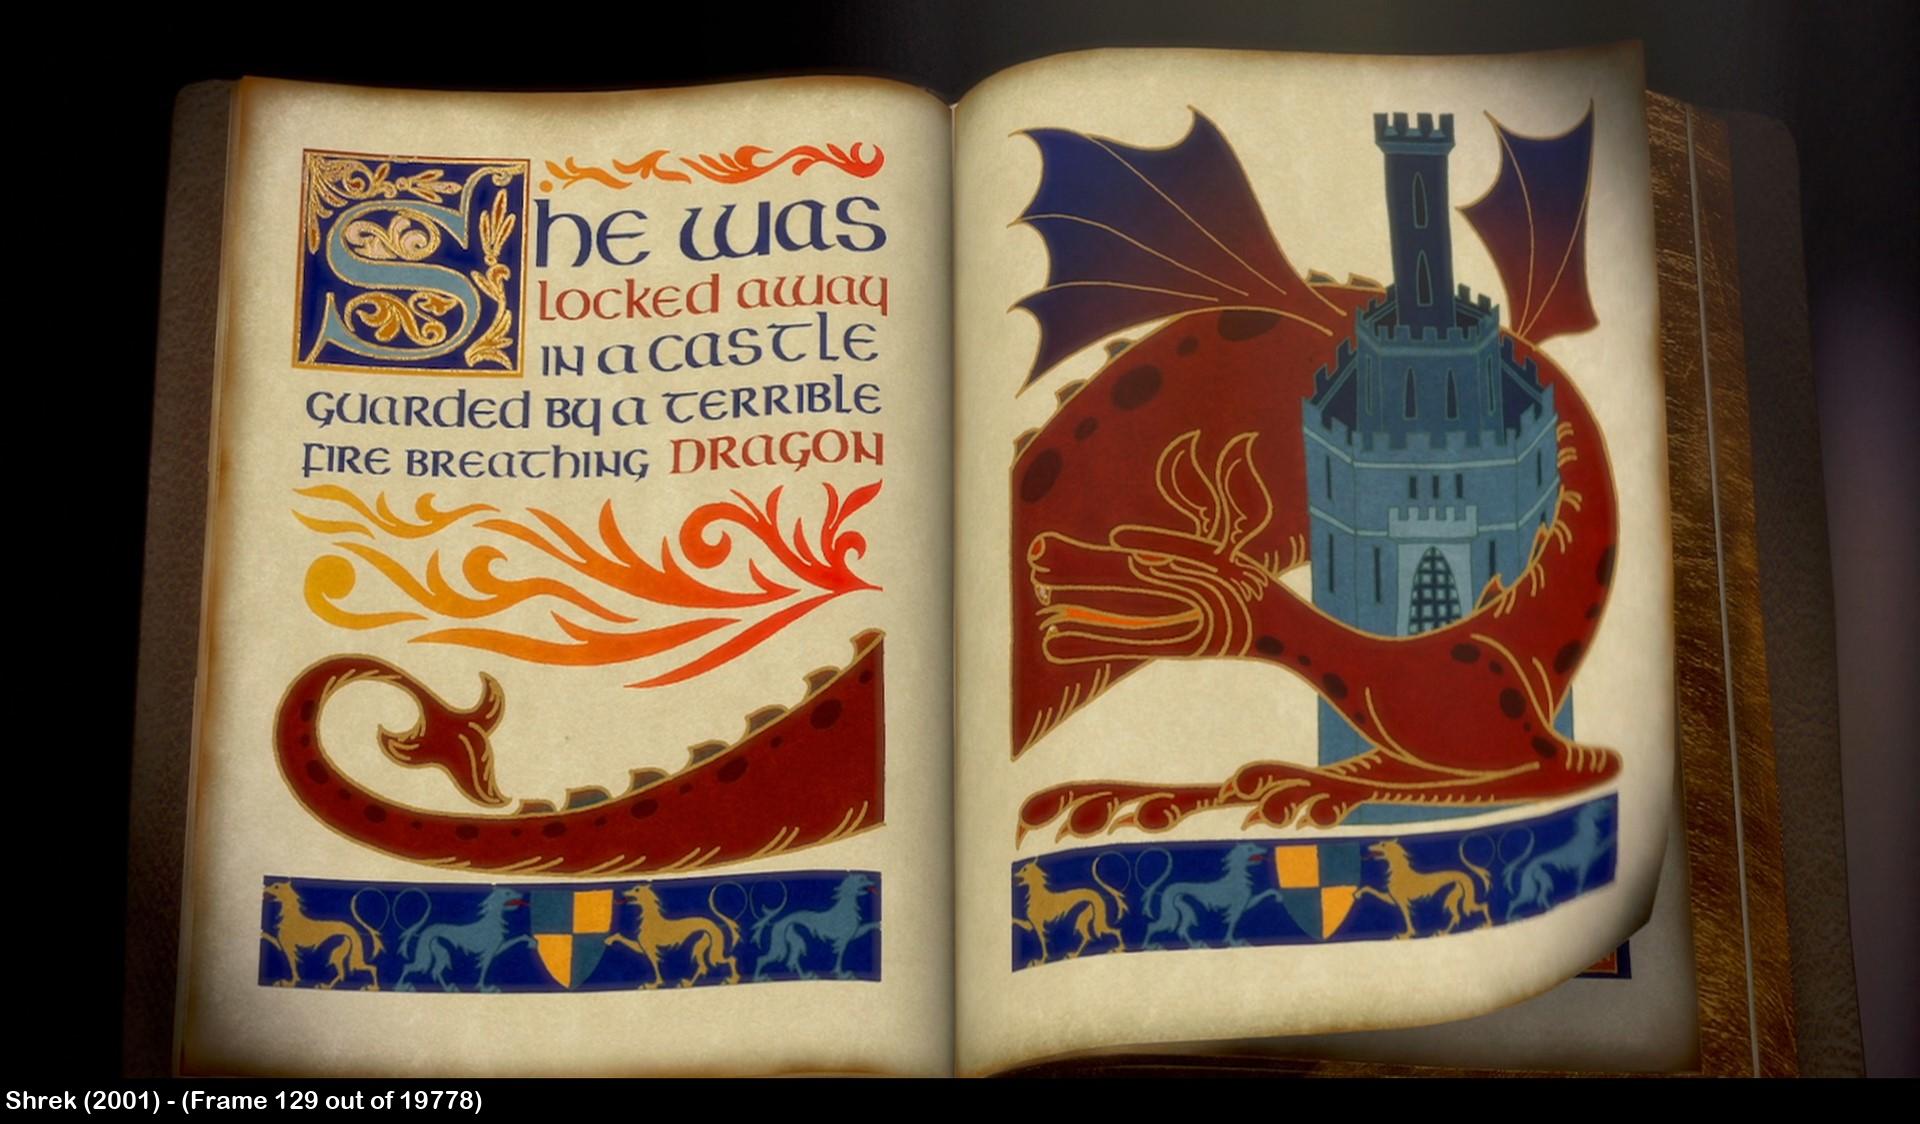 She was
locked away
in a castle
guarded by a terrible
fire breathing dragon
Shrek (2001) - (Frame 129 out of 19778)